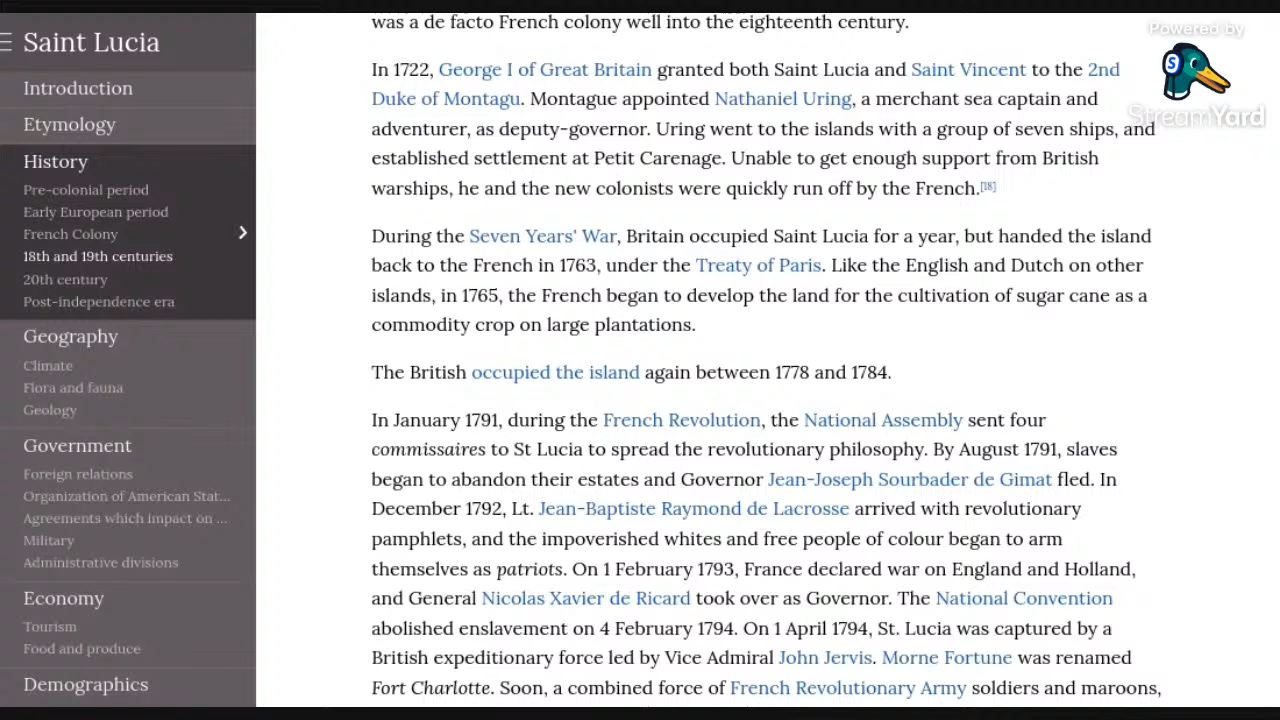 Saint Lucia
Introduction
Etymology
History
Pre-colonial period
Early European period
French Colony
18th and 19th centuries
20th century
Post-independence era
Geography
Climate
Flora and fauna
Geology
Government
Foreign relations
Organization of American Stat...
Agreements which impact on ...
Military
Administrative divisions
Economy
Tourism
Food and produce
Demographics
was a de facto French colony well into the eighteenth century.
In 1722, George I of Great Britain granted both Saint Lucia and Saint Vincent to the 2nd
Duke of Montagu. Montague appointed Nathaniel Uring, a merchant sea captain and
adventurer, as deputy-governor. Uring went to the islands with a group of seven ships, and
established settlement at Petit Carenage. Unable to get enough support from British
warships, he and the new colonists were quickly run off by the French.[18]
During the Seven Years' War, Britain occupied Saint Lucia for a year, but handed the island
back to the French in 1763, under the Treaty of Paris. Like the English and Dutch on other
islands, in 1765, the French began to develop the land for the cultivation of sugar cane as a
commodity crop on large plantations.
The British occupied the island again between 1778 and 1784.
In January 1791, during the French Revolution, the National Assembly sent four
commissaires to St Lucia to spread the revolutionary philosophy. By August 1791, slaves
began to abandon their estates and Governor Jean-Joseph Sourbader de Gimat fled. In
December 1792, Lt. Jean-Baptiste Raymond de Lacrosse arrived with revolutionary
pamphlets, and the impoverished whites and free people of colour began to arm
themselves as patriots. On 1 February 1793, France declared war on England and Holland,
and General Nicolas Xavier de Ricard took over as Governor. The National Convention
abolished enslavement on 4 February 1794. On 1 April 1794, St. Lucia was captured by a
British expeditionary force led by Vice Admiral John Jervis. Morne Fortune was renamed
Fort Charlotte. Soon, a combined force of French Revolutionary Army soldiers and maroons,
Powered by
S
StreamYard